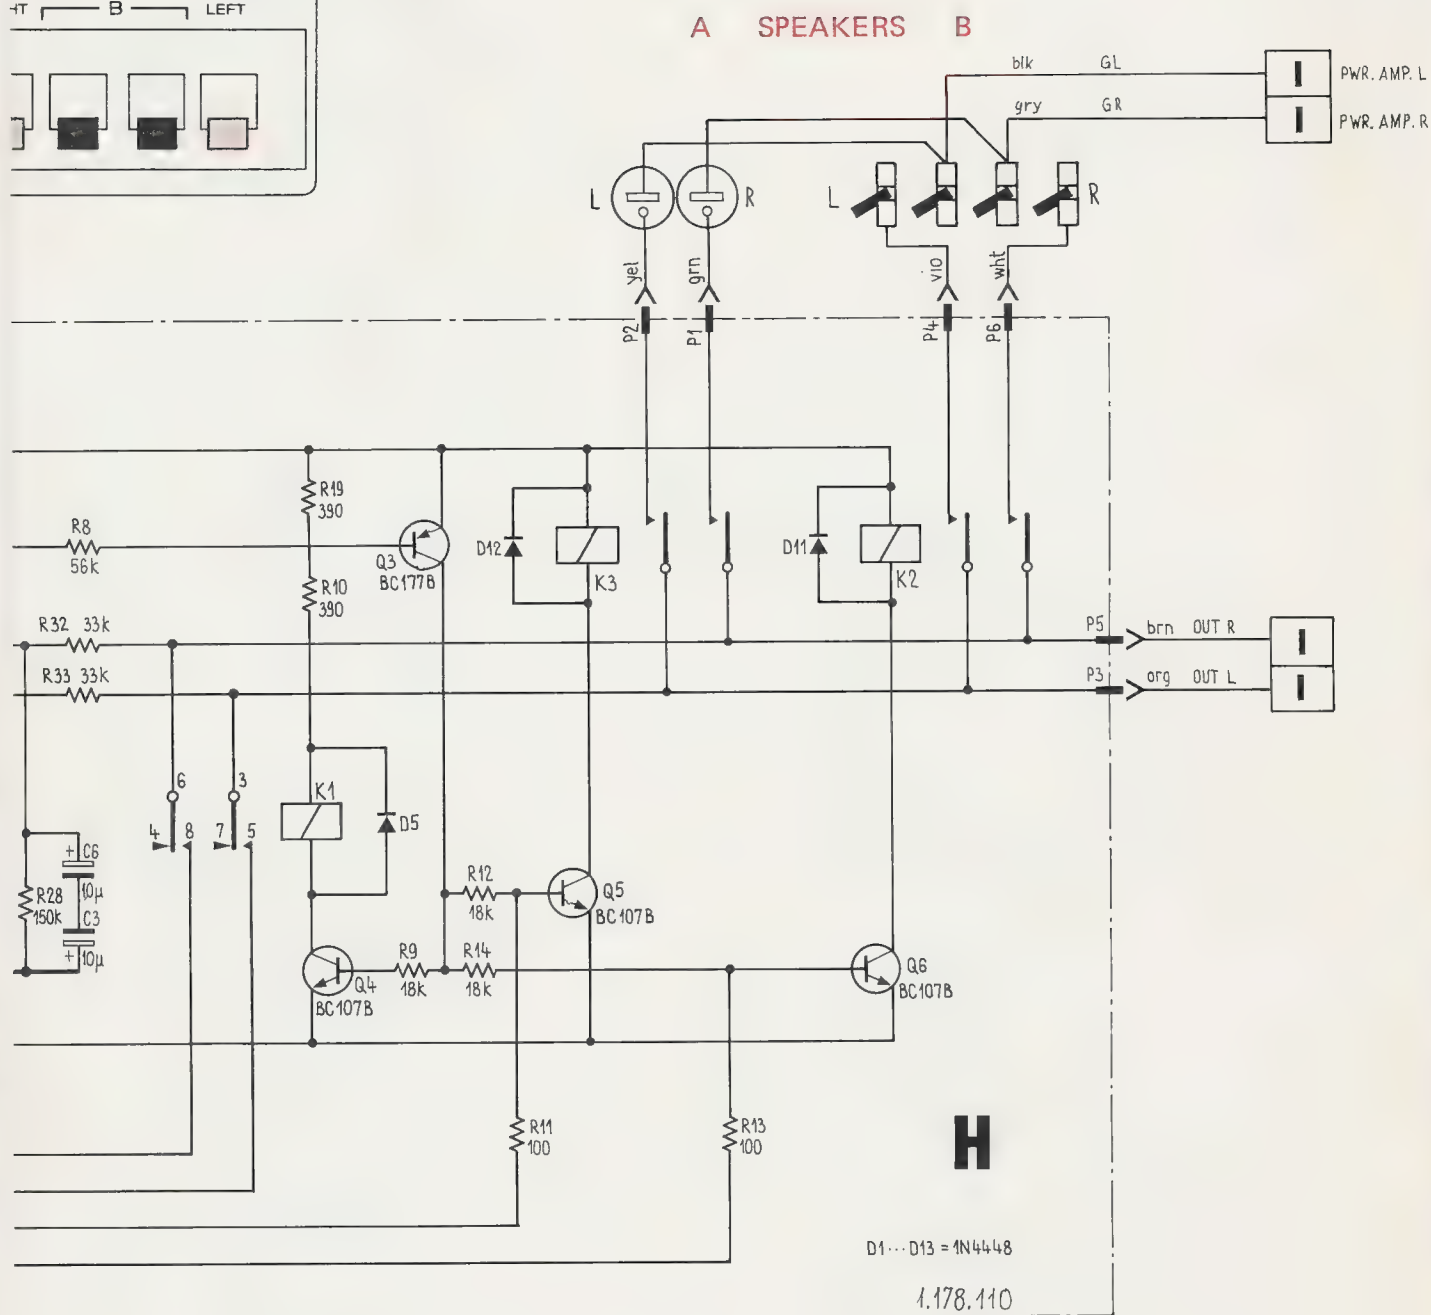 HT B LEFT
A SPEAKERS B
blk GL PWR. AMP. L
gry GR PWR. AMP. R
L R L R
yel grn vio wht
P2 P1 P4 P6
R19
390
R8
56k
Q3
BC177B
D12
K3
D11
K2
R10
390
R32 33k
P5 brn OUT R
R33 33k
P3 org OUT L
6 3
K1
4 8 7 5
D5
+ C6
10µ
R28
150k
C3
+ 10µ
R12
18k
Q5
BC107B
R9
18k
R14
18k
Q4
BC107B
Q6
BC107B
R11
100
R13
100
H
D1···D13 = 1N4448
1.178.110